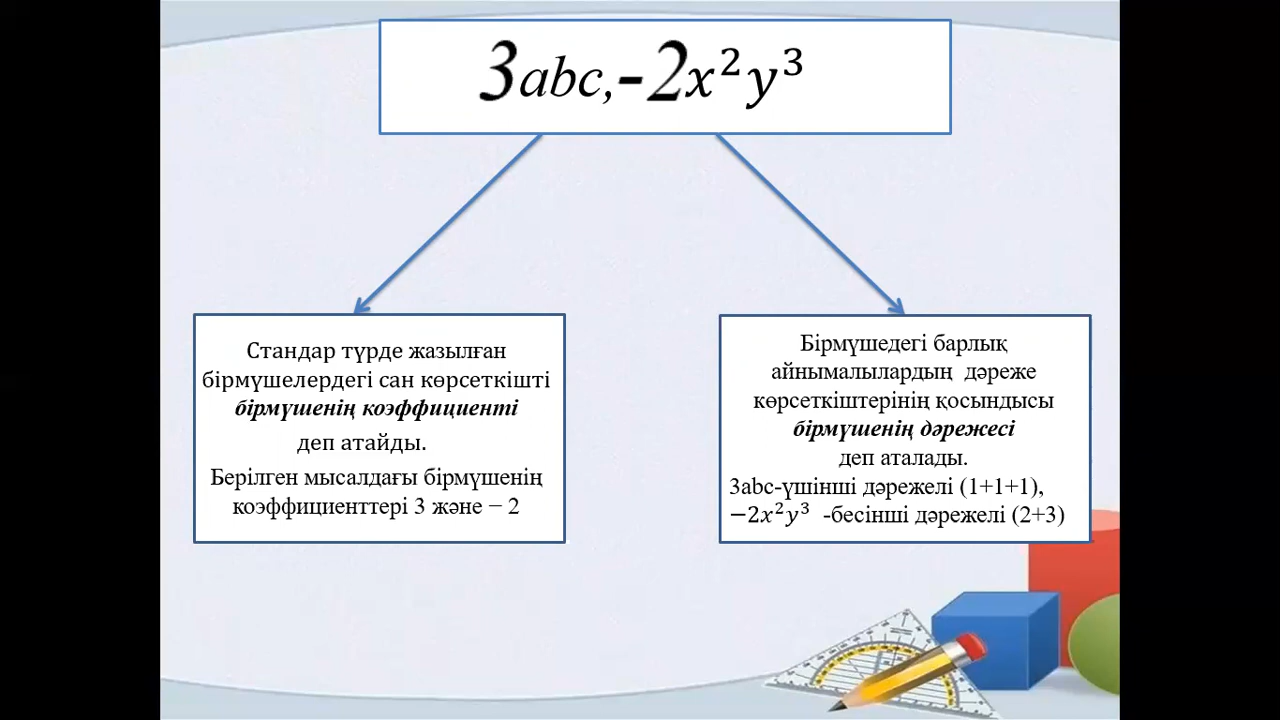 3abc,-2x²y³
Стандар түрде жазылған
бірмүшелердегі сан көрсеткішті
бірмүшенің коэффициенті
деп атайды.
Берілген мысалдағы бірмүшенің
коэффициенттері 3 және − 2
Бірмүшедегі барлық
айнымалылардың дәреже
көрсеткіштерінің қосындысы
бірмүшенің дәрежесі
деп аталады.
3abc-үшінші дәрежелі (1+1+1),
−2x²y³ -бесінші дәрежелі (2+3)